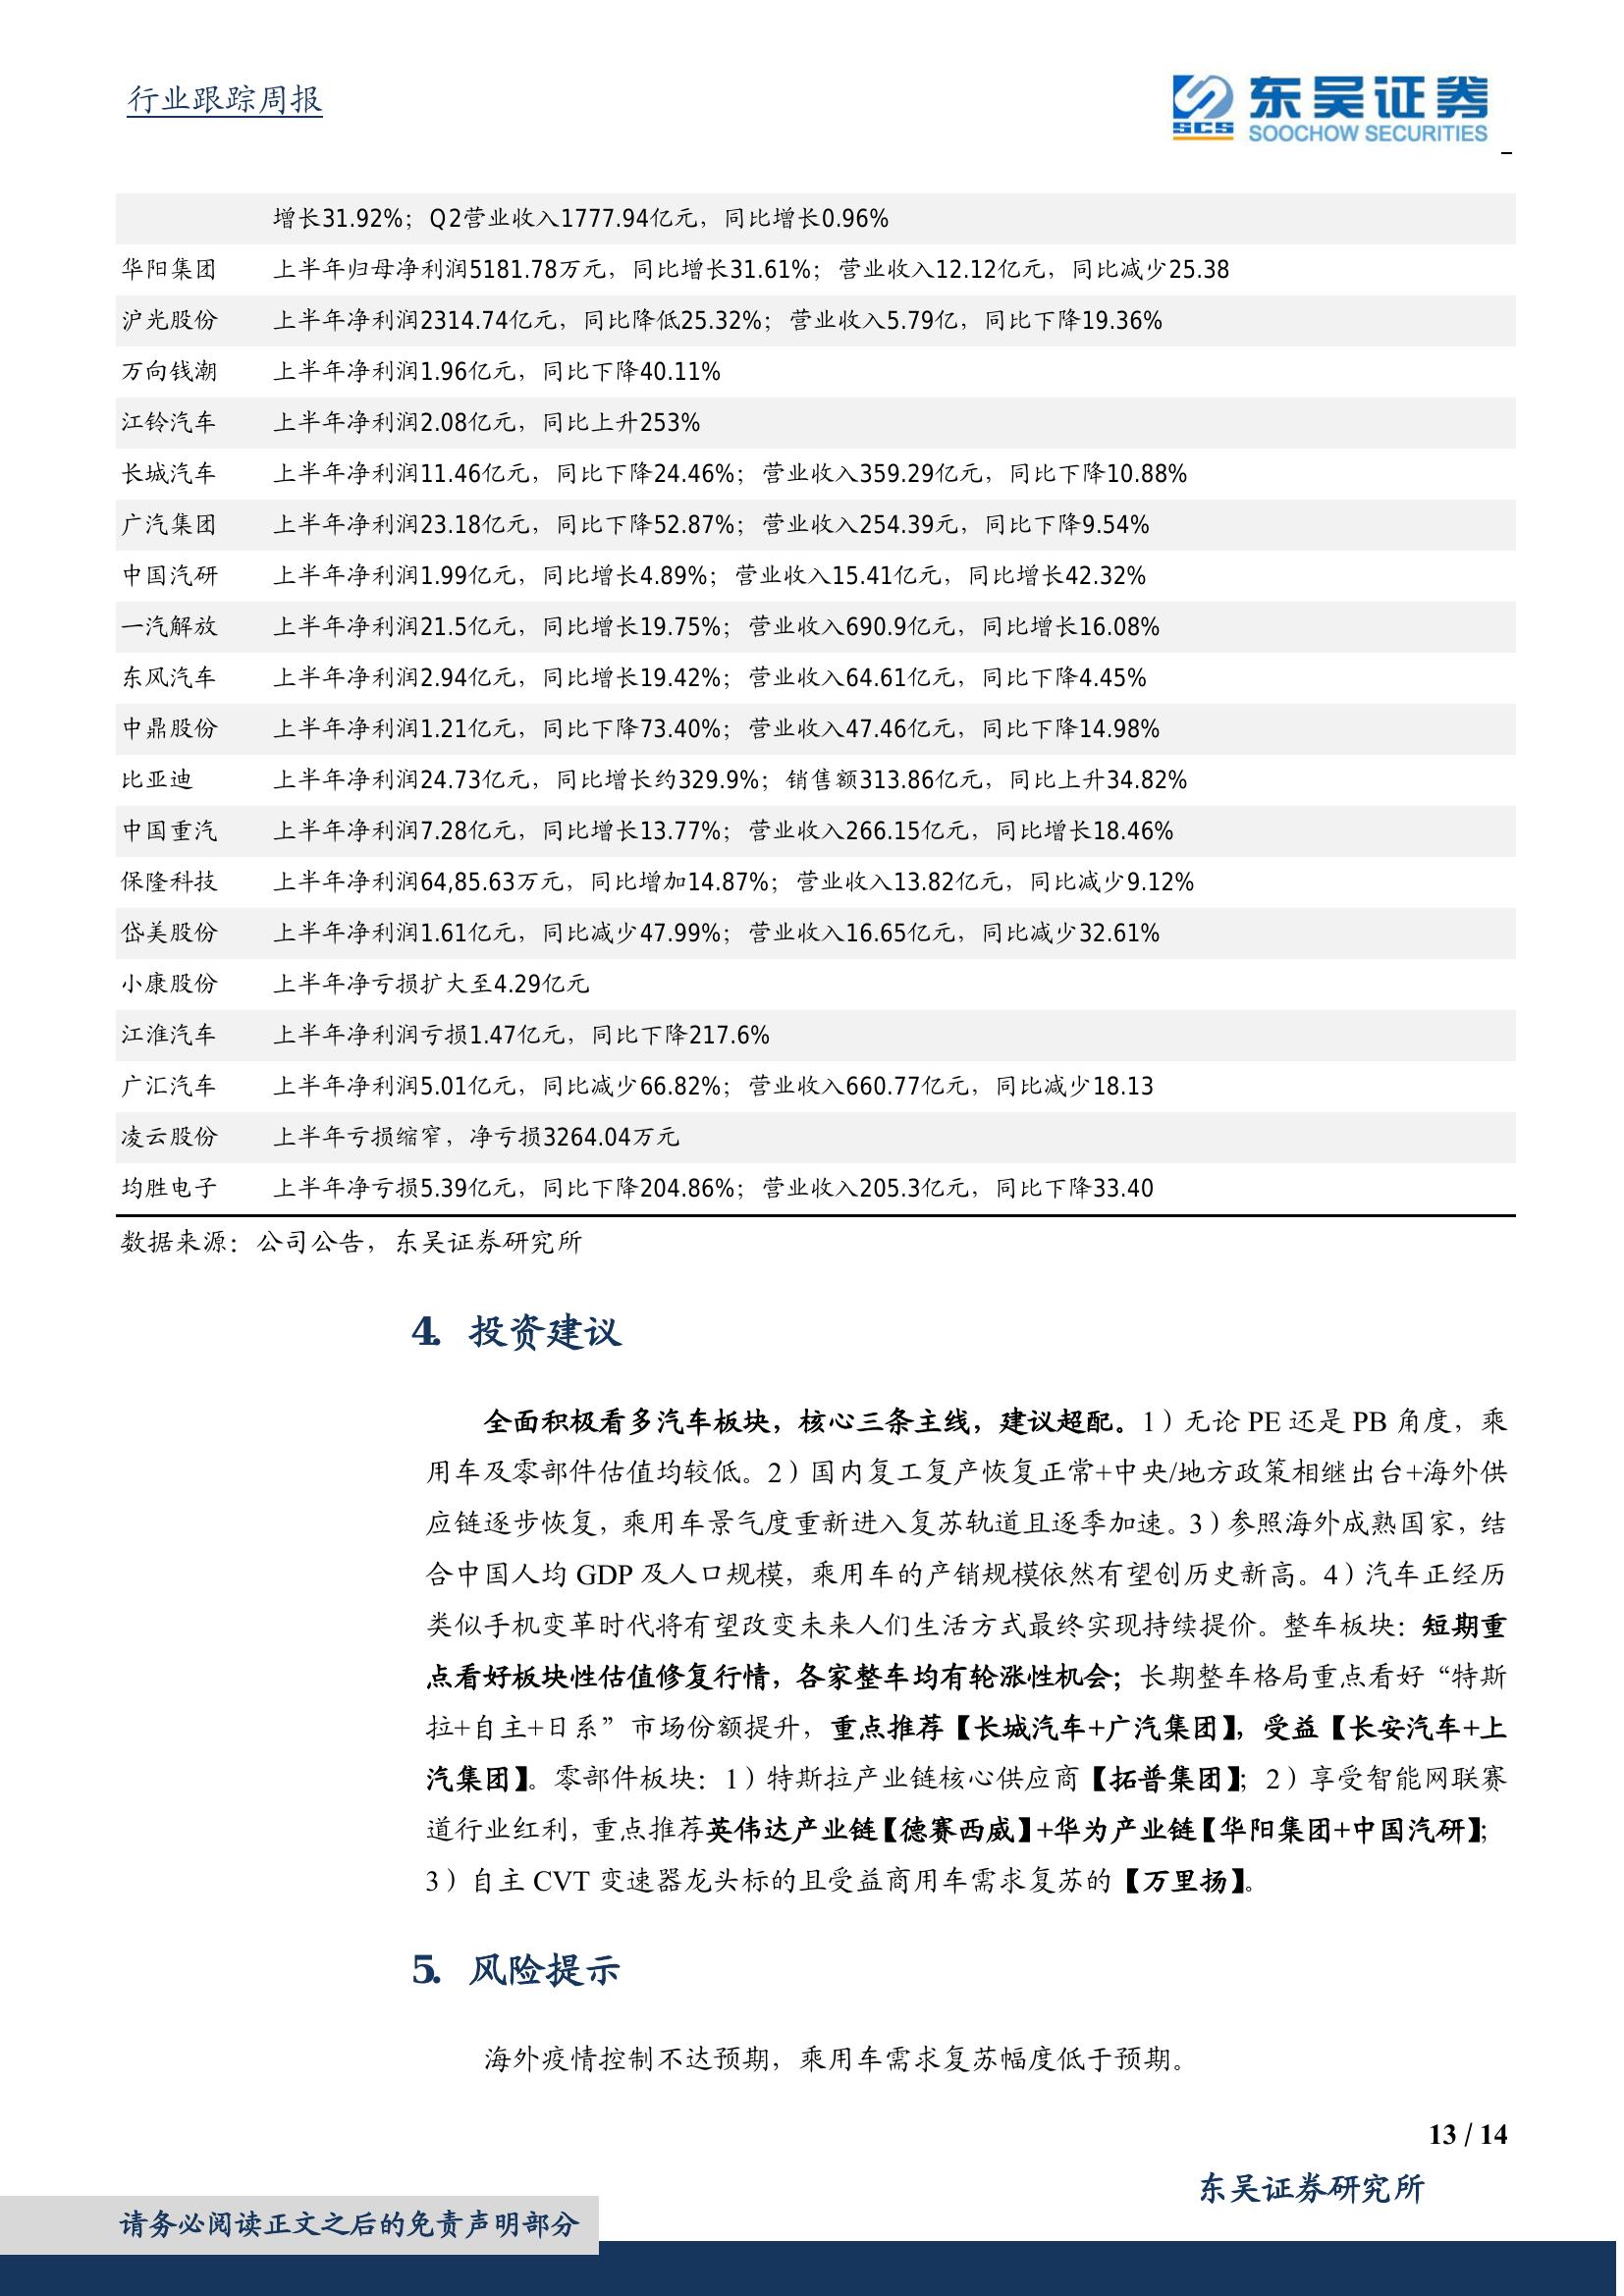 行业跟踪周报
SCS 东吴证券
SOOCHOW SECURITIES
增长31.92%；Q2营业收入1777.94亿元，同比增长0.96%
华阳集团 上半年归母净利润5181.78万元，同比增长31.61%；营业收入12.12亿元，同比减少25.38
沪光股份 上半年净利润2314.74亿元，同比降低25.32%；营业收入5.79亿，同比下降19.36%
万向钱潮 上半年净利润1.96亿元，同比下降40.11%
江铃汽车 上半年净利润2.08亿元，同比上升253%
长城汽车 上半年净利润11.46亿元，同比下降24.46%；营业收入359.29亿元，同比下降10.88%
广汽集团 上半年净利润23.18亿元，同比下降52.87%；营业收入254.39元，同比下降9.54%
中国汽研 上半年净利润1.99亿元，同比增长4.89%；营业收入15.41亿元，同比增长42.32%
一汽解放 上半年净利润21.5亿元，同比增长19.75%；营业收入690.9亿元，同比增长16.08%
东风汽车 上半年净利润2.94亿元，同比增长19.42%；营业收入64.61亿元，同比下降4.45%
中鼎股份 上半年净利润1.21亿元，同比下降73.40%；营业收入47.46亿元，同比下降14.98%
比亚迪 上半年净利润24.73亿元，同比增长约329.9%；销售额313.86亿元，同比上升34.82%
中国重汽 上半年净利润7.28亿元，同比增长13.77%；营业收入266.15亿元，同比增长18.46%
保隆科技 上半年净利润64,85.63万元，同比增加14.87%；营业收入13.82亿元，同比减少9.12%
岱美股份 上半年净利润1.61亿元，同比减少47.99%；营业收入16.65亿元，同比减少32.61%
小康股份 上半年净亏损扩大至4.29亿元
江淮汽车 上半年净利润亏损1.47亿元，同比下降217.6%
广汇汽车 上半年净利润5.01亿元，同比减少66.82%；营业收入660.77亿元，同比减少18.13
凌云股份 上半年亏损缩窄，净亏损3264.04万元
均胜电子 上半年净亏损5.39亿元，同比下降204.86%；营业收入205.3亿元，同比下降33.40
数据来源：公司公告，东吴证券研究所
4. 投资建议
全面积极看多汽车板块，核心三条主线，建议超配。1）无论 PE 还是 PB 角度，乘
用车及零部件估值均较低。2）国内复工复产恢复正常+中央/地方政策相继出台+海外供
应链逐步恢复，乘用车景气度重新进入复苏轨道且逐季加速。3）参照海外成熟国家，结
合中国人均 GDP 及人口规模，乘用车的产销规模依然有望创历史新高。4）汽车正经历
类似手机变革时代将有望改变未来人们生活方式最终实现持续提价。整车板块：短期重
点看好板块性估值修复行情，各家整车均有轮涨性机会；长期整车格局重点看好“特斯
拉+自主+日系”市场份额提升，重点推荐【长城汽车+广汽集团】，受益【长安汽车+上
汽集团】。零部件板块：1）特斯拉产业链核心供应商【拓普集团】；2）享受智能网联赛
道行业红利，重点推荐英伟达产业链【德赛西威】+华为产业链【华阳集团+中国汽研】；
3）自主 CVT 变速器龙头标的且受益商用车需求复苏的【万里扬】。
5. 风险提示
海外疫情控制不达预期，乘用车需求复苏幅度低于预期。
13 / 14
东吴证券研究所
请务必阅读正文之后的免责声明部分